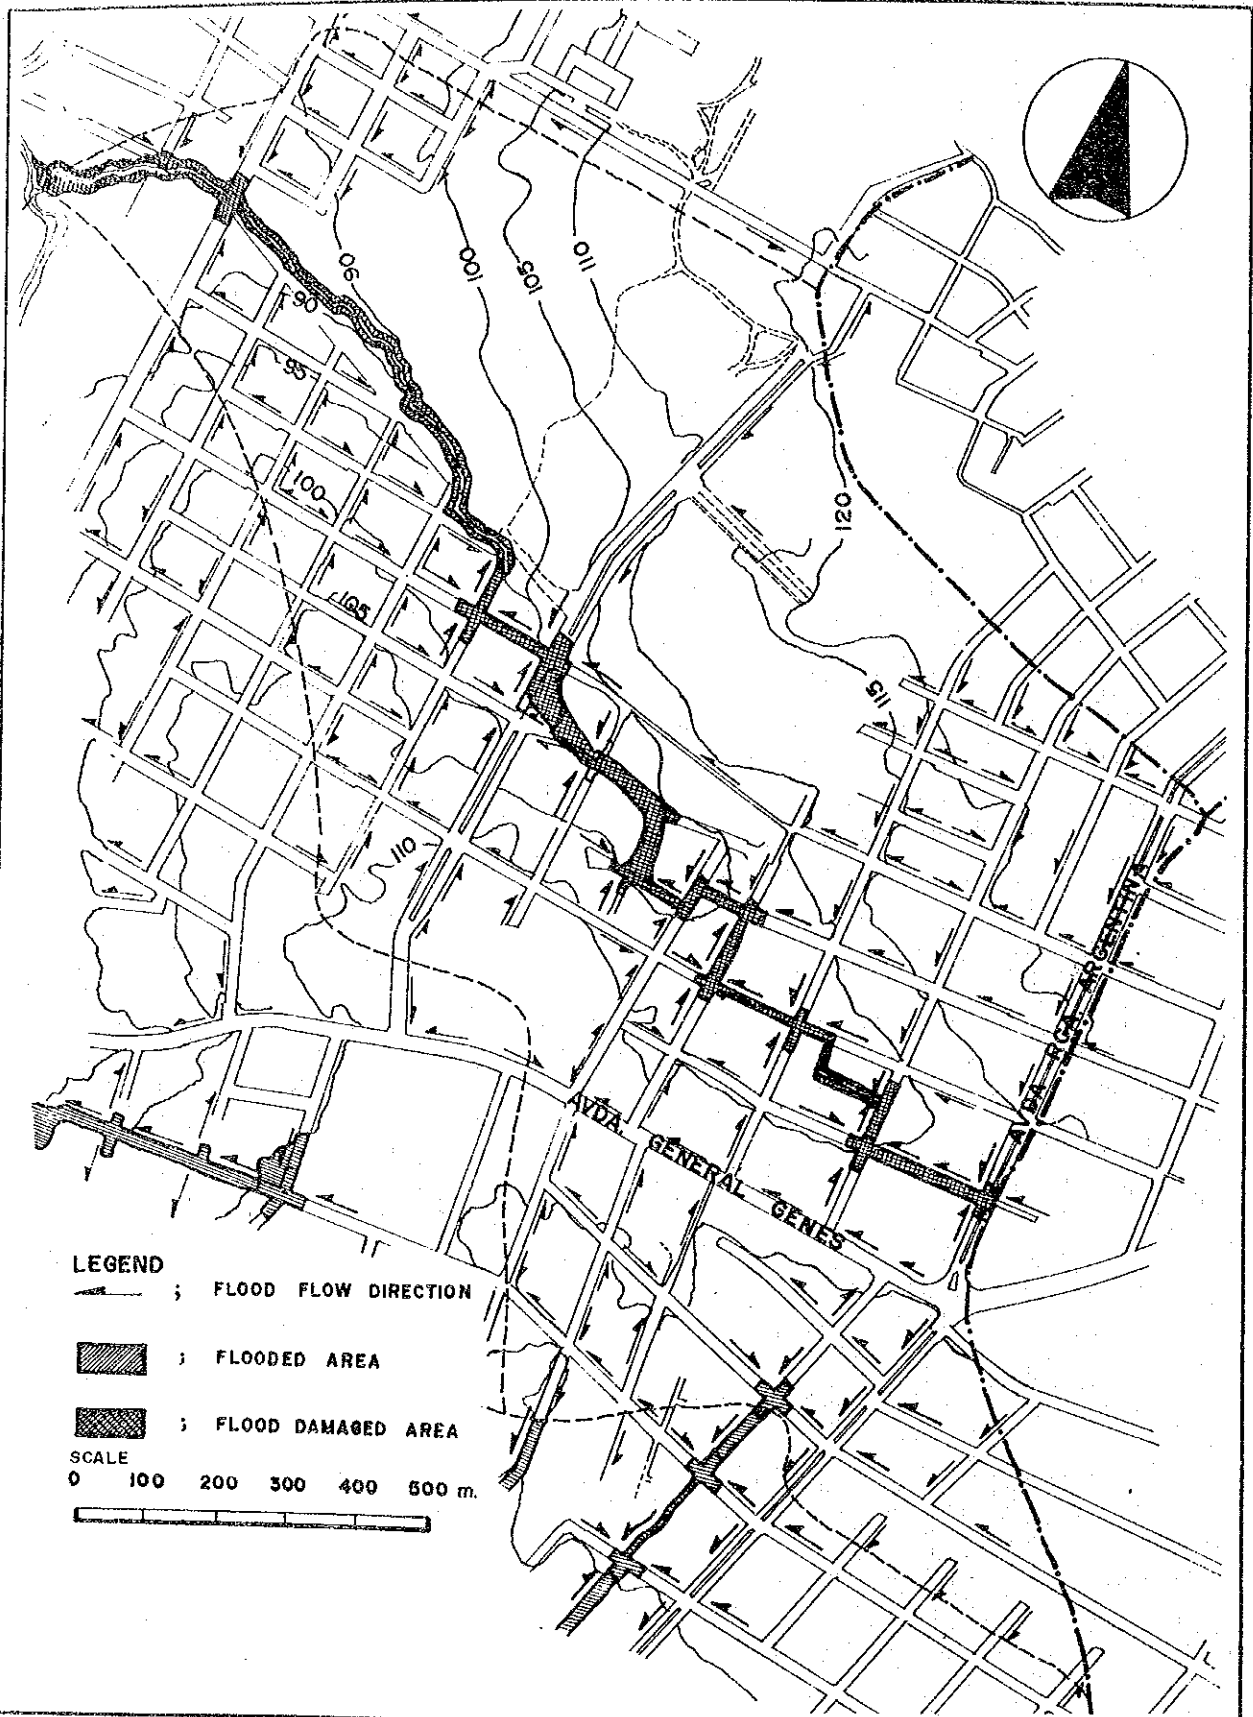 90
100
105
110
90
95
100
120
105
115
110
ARGENTINA
RCA
DA
AVDA. GENERAL GENES
LEGEND
; FLOOD FLOW DIRECTION
; FLOODED AREA
; FLOOD DAMAGED AREA
SCALE
0 100 200 300 400 500 m.